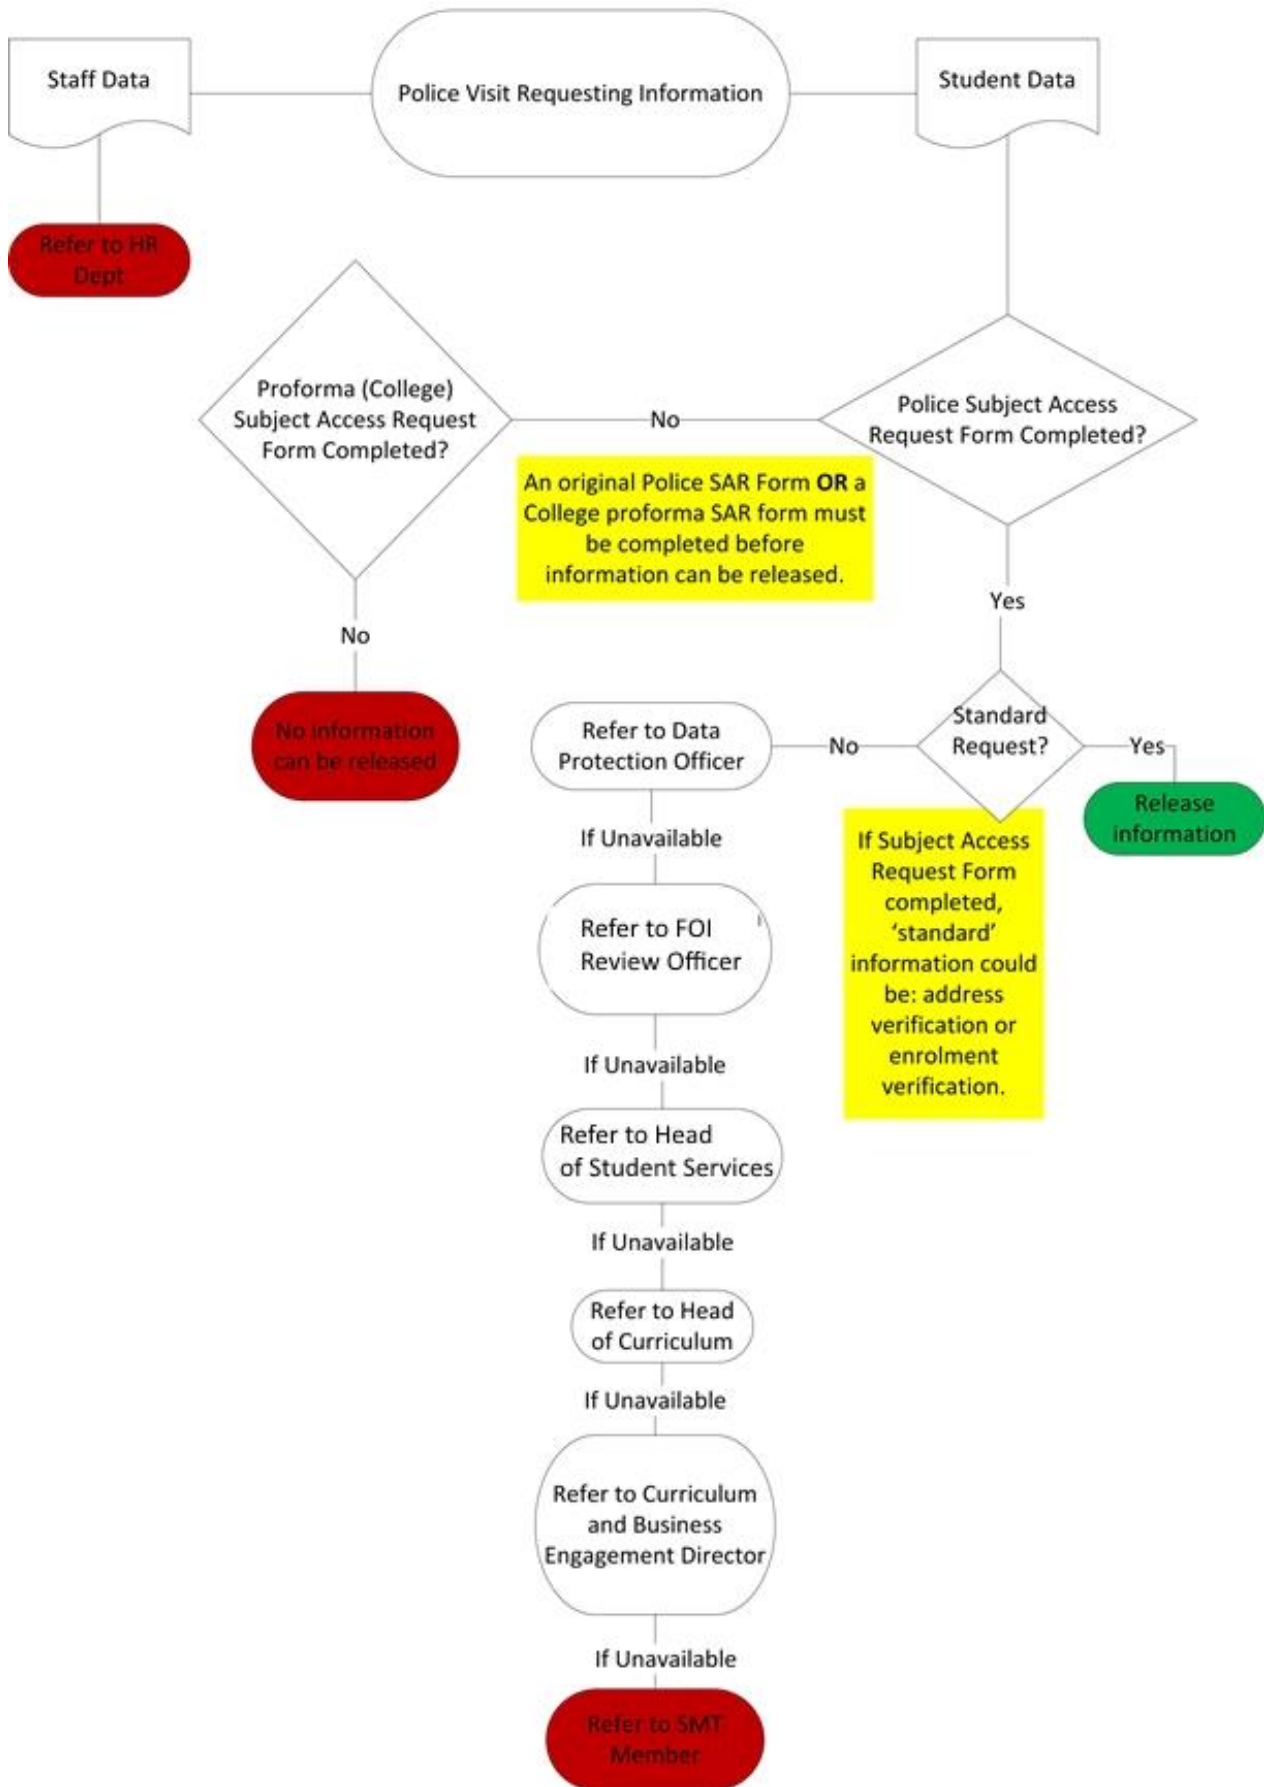 Staff Data
Police Visit Requesting Information
Student Data
Refer to HR
Dept
Proforma (College)
Subject Access Request
Form Completed?
No
Police Subject Access
Request Form Completed?
An original Police SAR Form OR a
College proforma SAR form must
be completed before
information can be released.
No
Yes
No information
can be released
Refer to Data
Protection Officer
No
Standard
Request?
Yes
Release
information
If Unavailable
If Subject Access
Request Form
completed,
‘standard’
information could
be: address
verification or
enrolment
verification.
Refer to FOI
Review Officer
If Unavailable
Refer to Head
of Student Services
If Unavailable
Refer to Head
of Curriculum
If Unavailable
Refer to Curriculum
and Business
Engagement Director
If Unavailable
Refer to SMT
Member